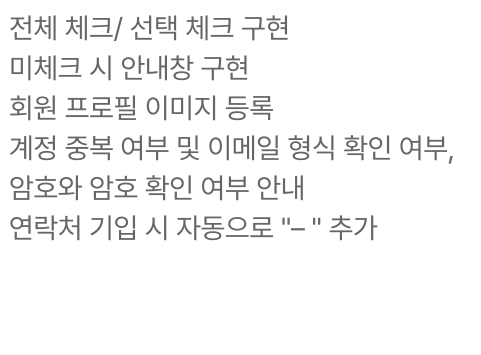 전체 체크/ 선택 체크 구현
미체크 시 안내창 구현
회원 프로필 이미지 등록
계정 중복 여부 및 이메일 형식 확인 여부,
암호와 암호 확인 여부 안내
연락처 기입 시 자동으로 "– " 추가